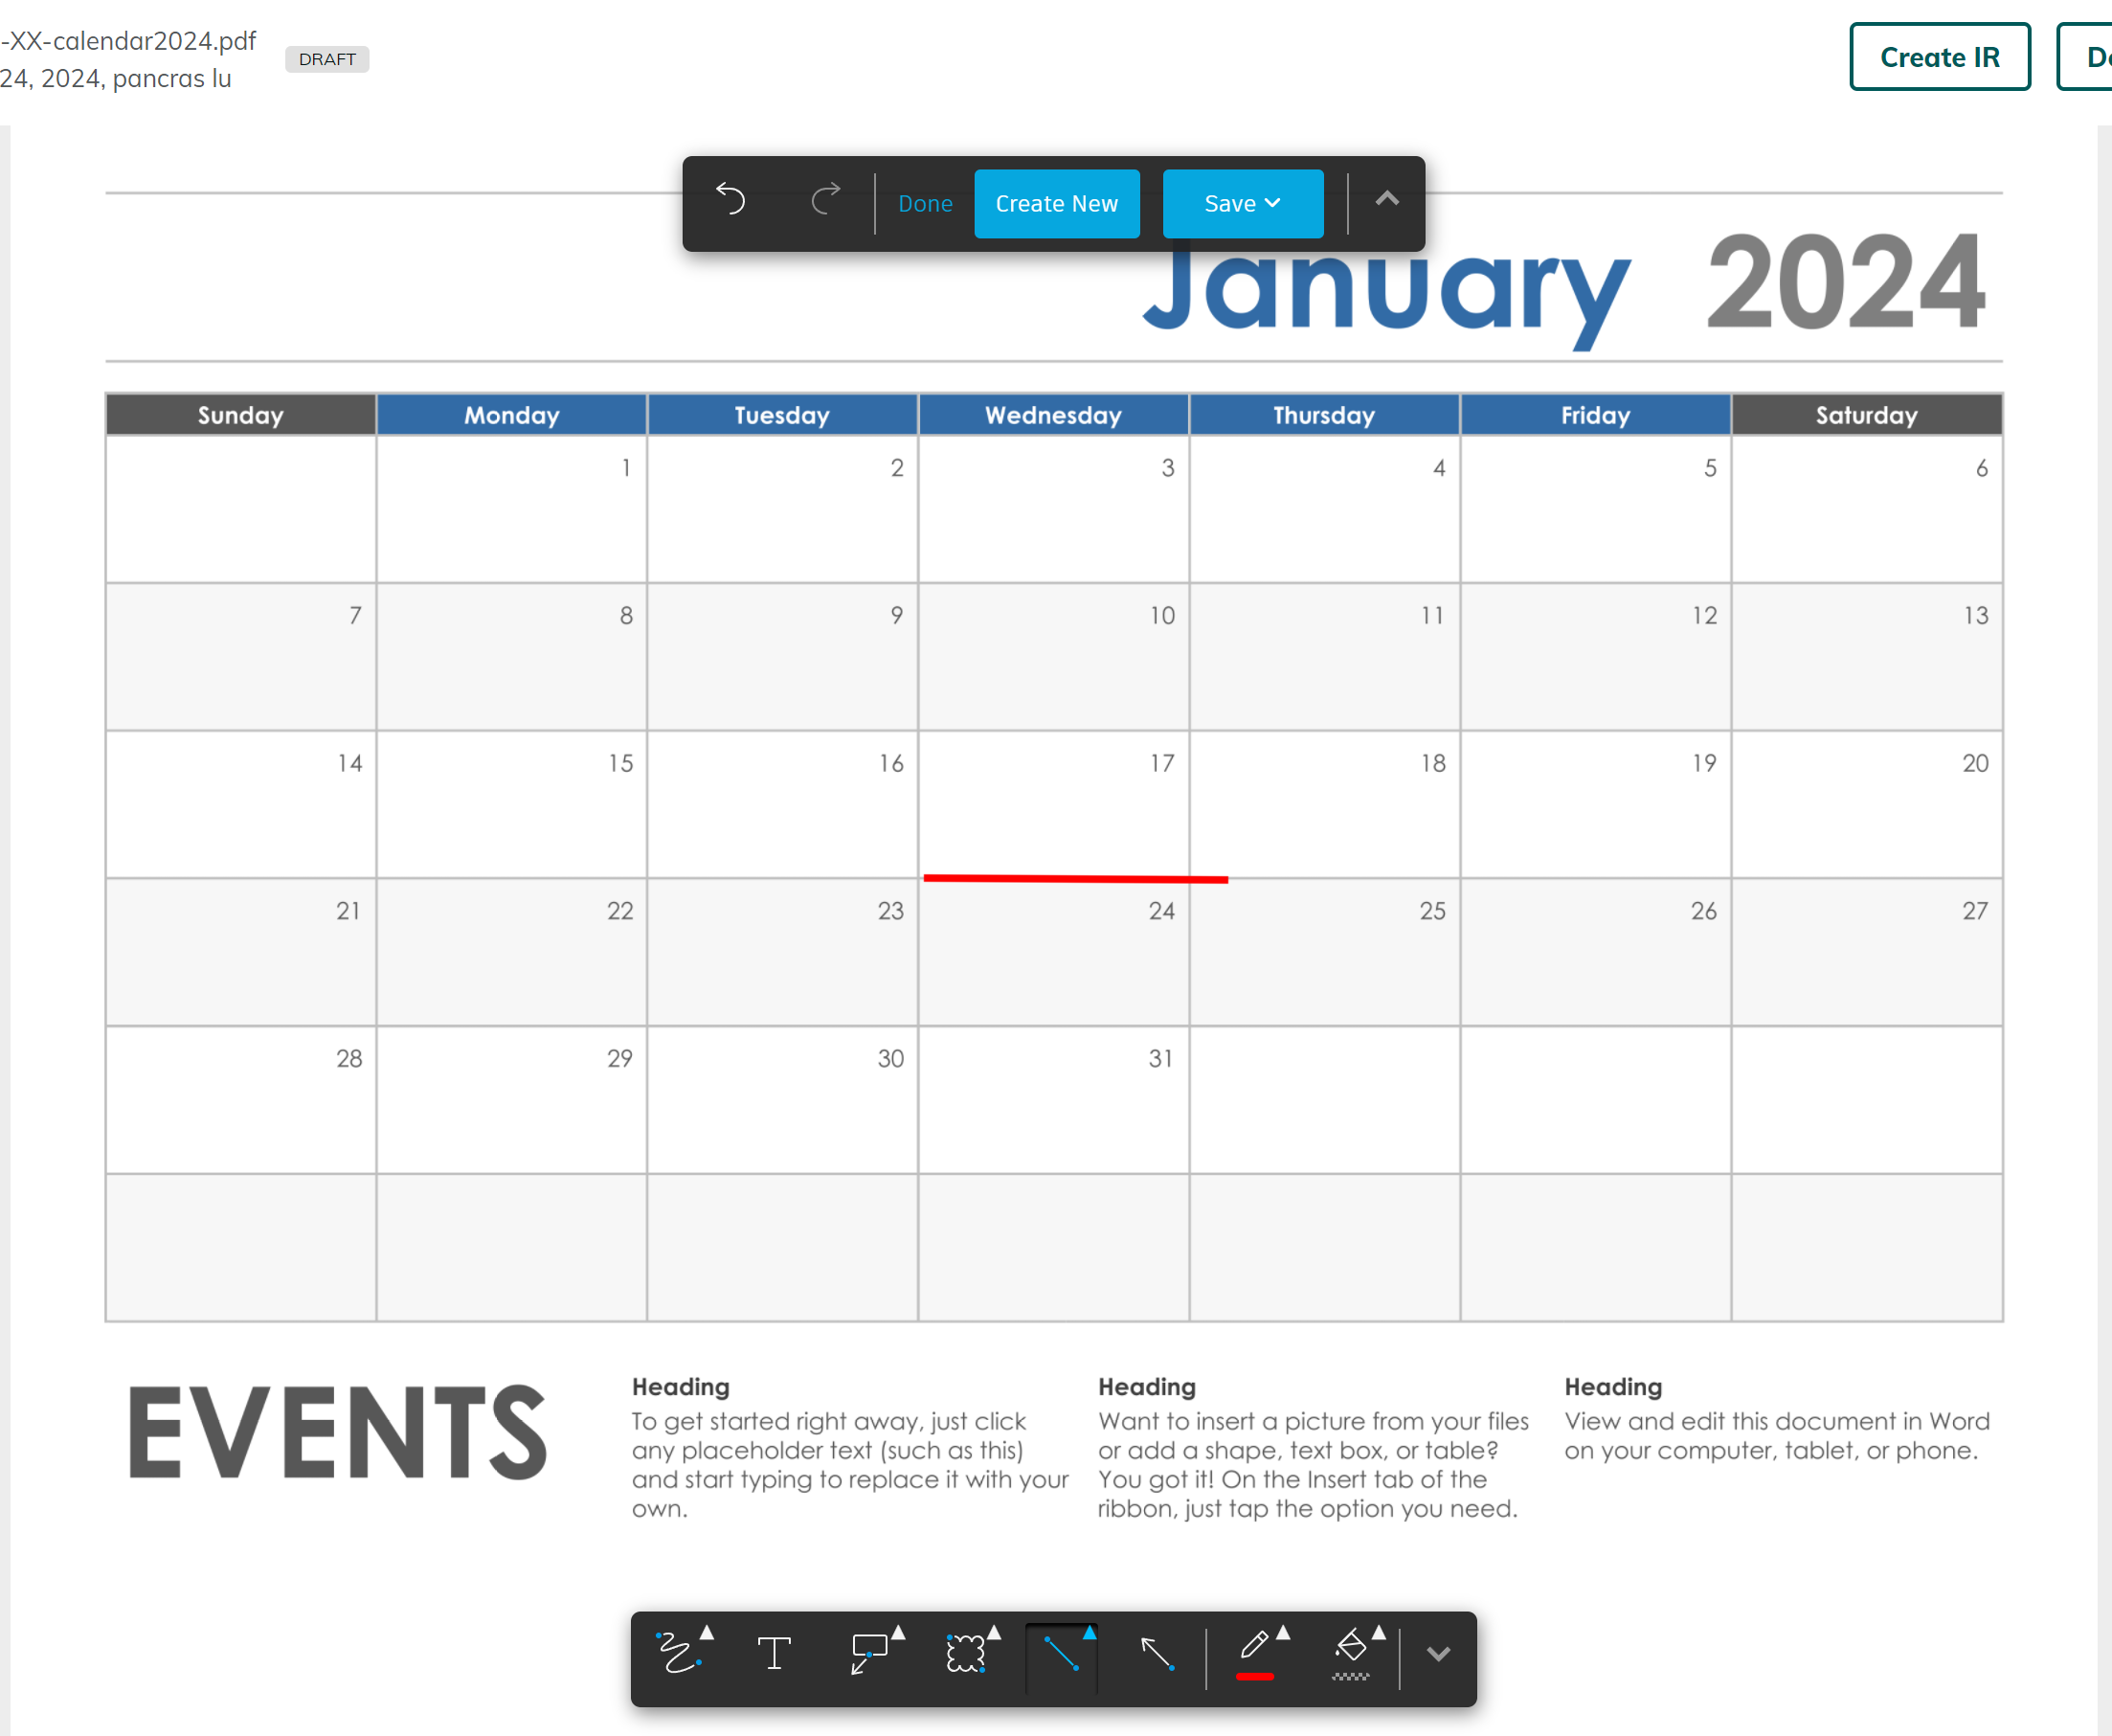 -XX-calendar2024.pdf
24, 2024, pancras lu
DRAFT
Create IR
Done
Create New
Save
January 2024
Sunday Monday Tuesday Wednesday Thursday Friday Saturday
1 2 3 4 5 6
7 8 9 10 11 12 13
14 15 16 17 18 19 20
21 22 23 24 25 26 27
28 29 30 31
EVENTS
Heading
To get started right away, just click
any placeholder text (such as this)
and start typing to replace it with your
own.
Heading
Want to insert a picture from your files
or add a shape, text box, or table?
You got it! On the Insert tab of the
ribbon, just tap the option you need.
Heading
View and edit this document in Word
on your computer, tablet, or phone.
T